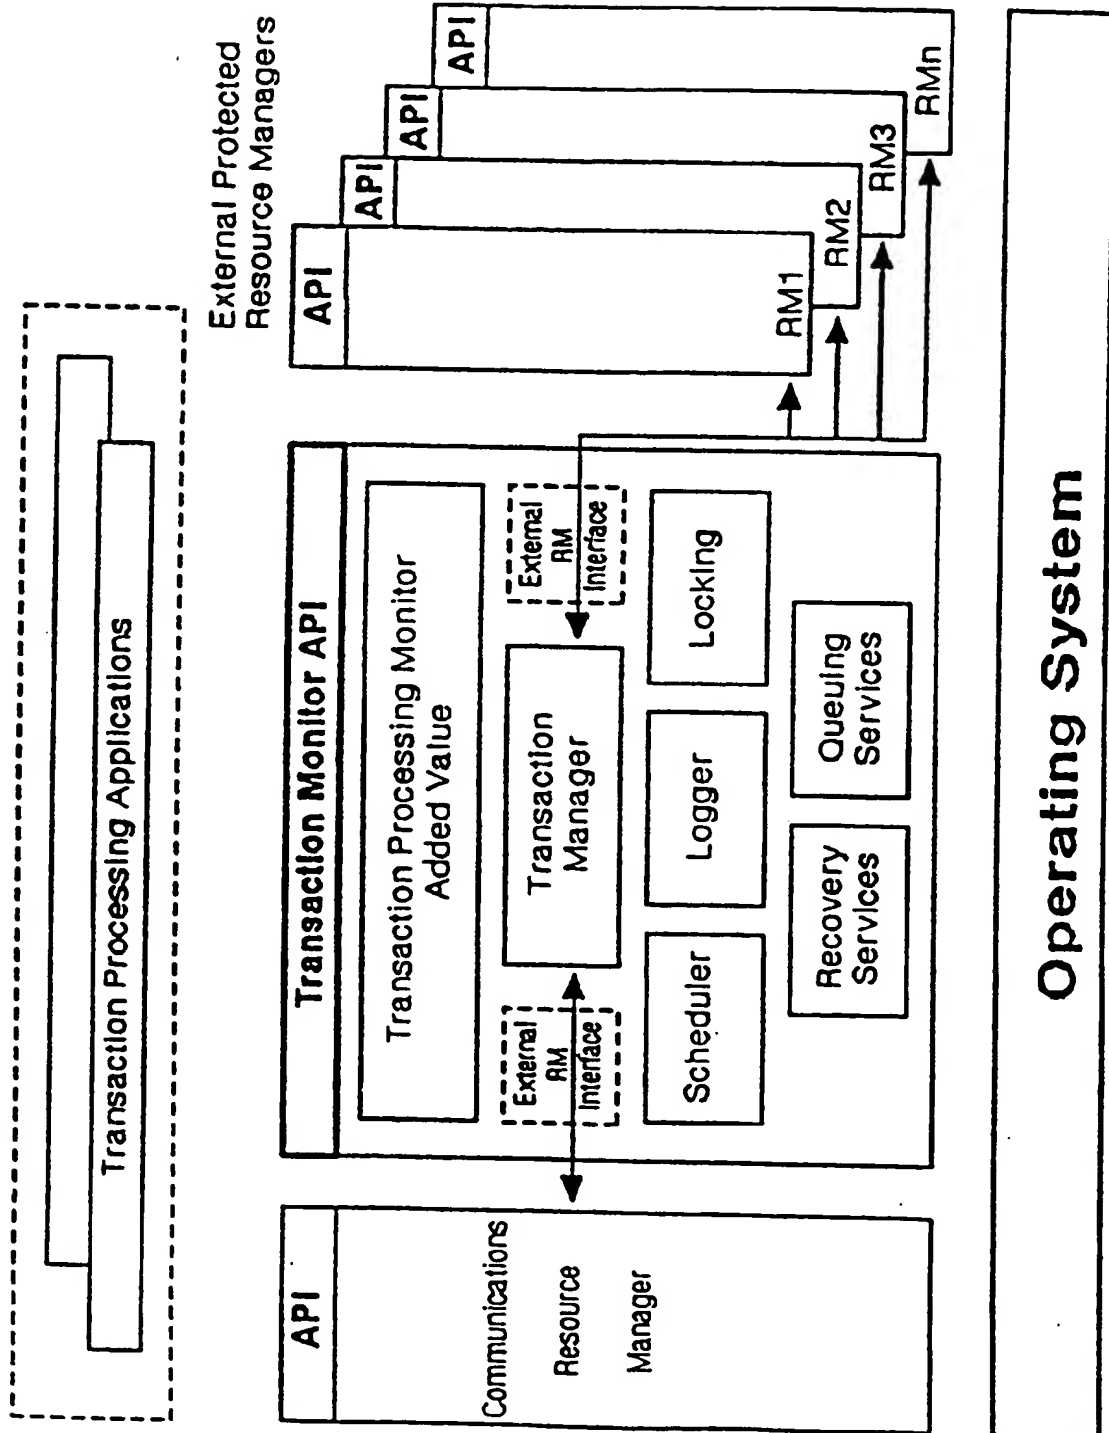 Transaction Processing Applications
External Protected
Resource Managers
API
Transaction Monitor API
API
API
API
API
Communications
Resource
Manager
Transaction Processing Monitor
Added Value
External
RM
Interface
Transaction
Manager
External
RM
Interface
Scheduler
Logger
Locking
Recovery
Services
Queuing
Services
RM1
RM2
RM3
RMn
Operating System